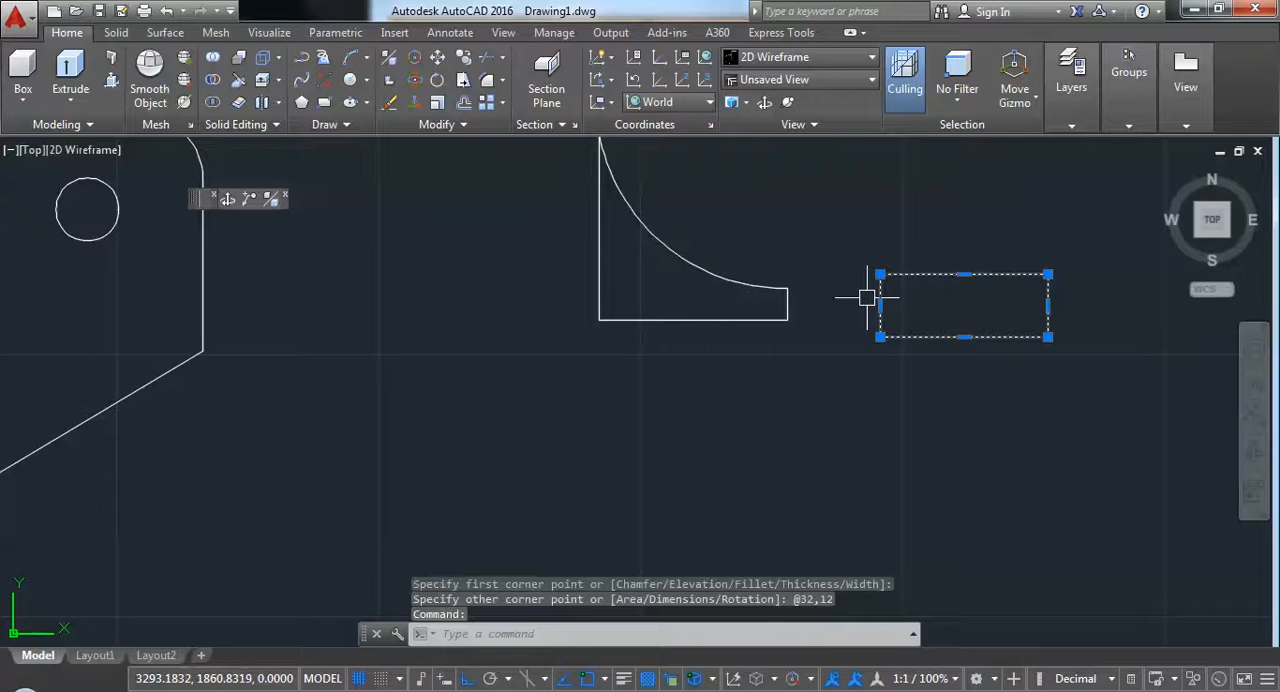 Autodesk AutoCAD 2016 Drawing1.dwg Type a keyword or phrase Sign In
Home Solid Surface Mesh Visualize Parametric Insert Annotate View Manage Output Add-ins A360 Express Tools
Box Extrude Smooth Object Section Plane 2D Wireframe Unsaved View World Culling No Filter Move Gizmo Layers Groups View
Modeling Mesh Solid Editing Draw Modify Section Coordinates View Selection
[−][Top][2D Wireframe]
N
W TOP E
S
WCS
Specify first corner point or [Chamfer/Elevation/Fillet/Thickness/Width]:
Specify other corner point or [Area/Dimensions/Rotation]: @32,12
Command:
Type a command
Y
X
Model Layout1 Layout2 +
3293.1832, 1860.8319, 0.0000 MODEL 1:1 / 100% Decimal